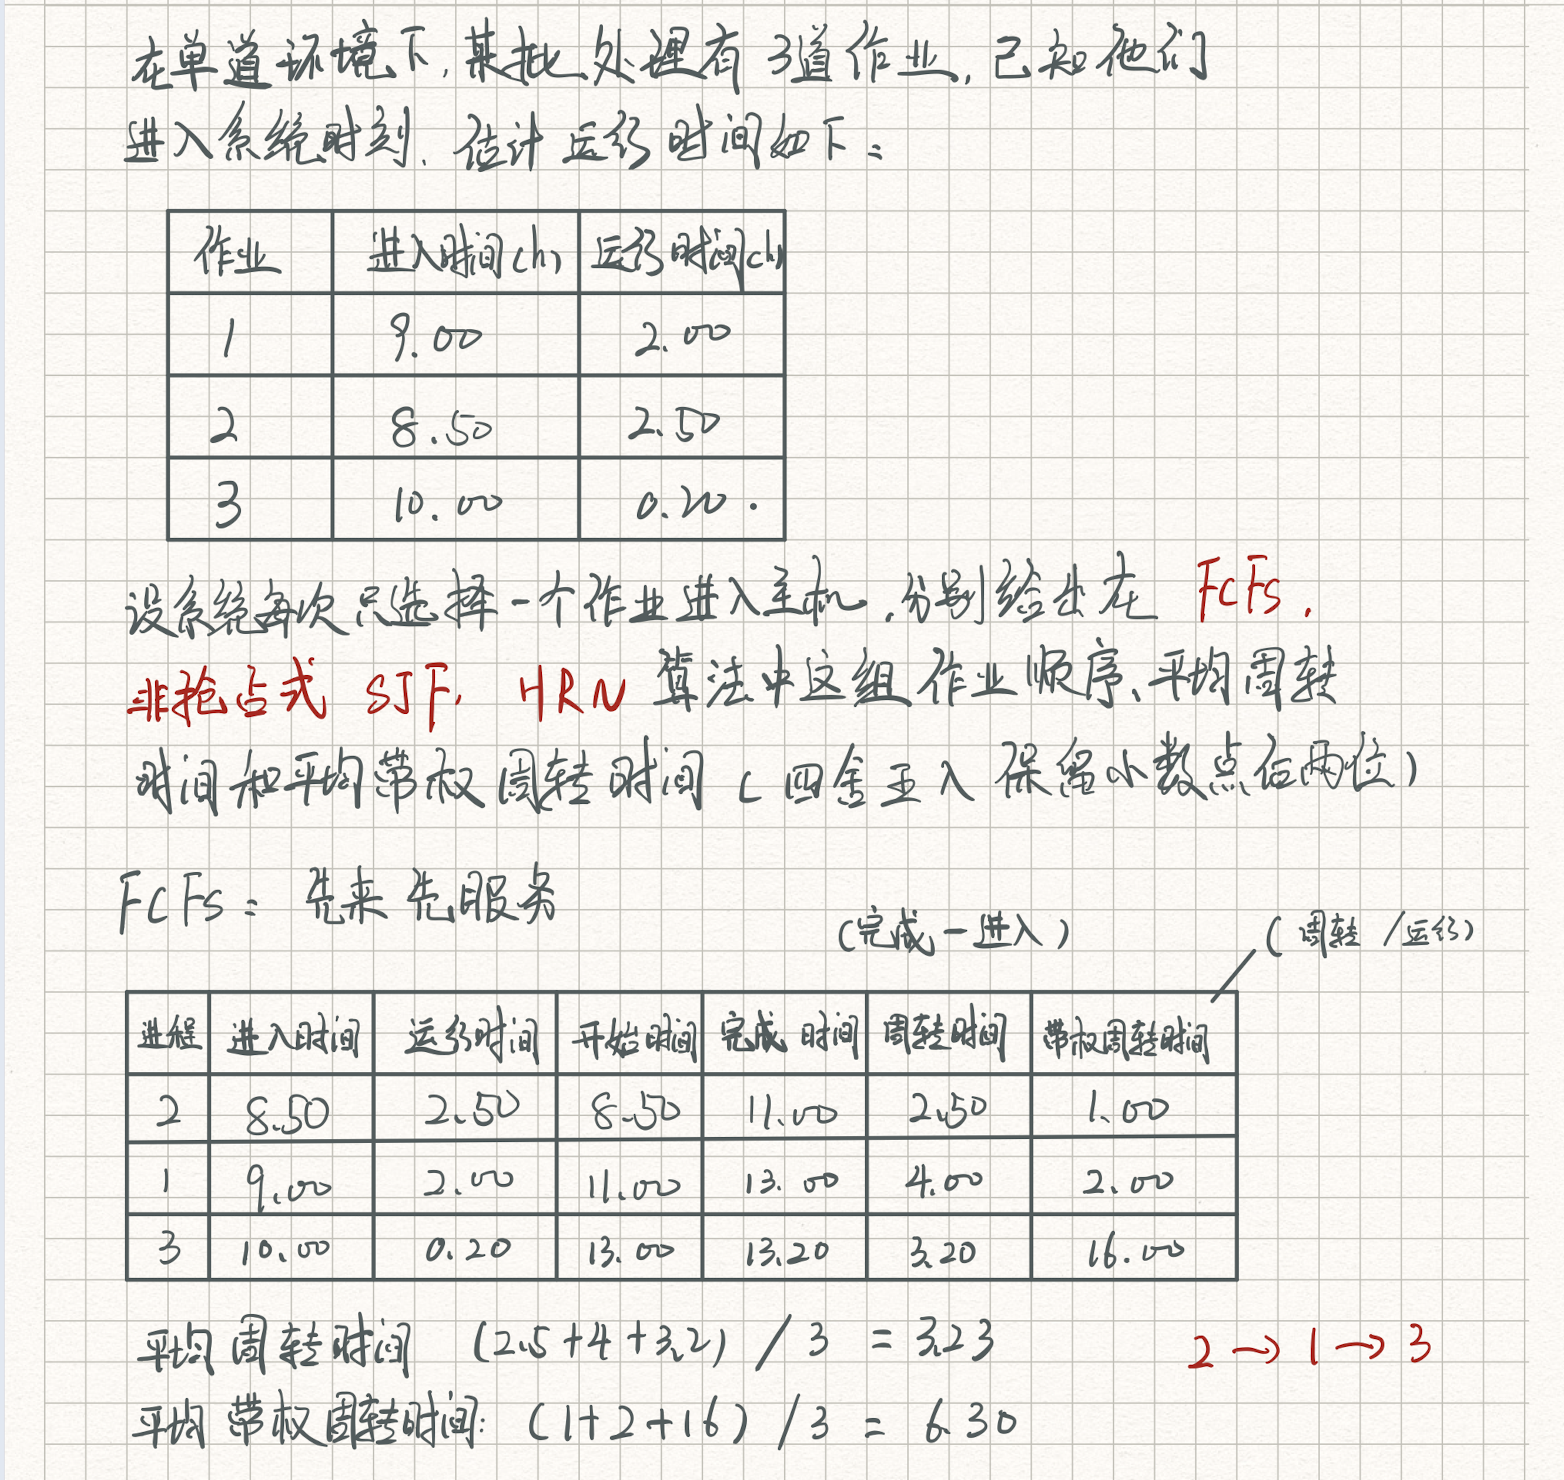 在单道环境下,某批处理有3道作业,已知他们
进入系统时刻、估计运行时间如下:
作业 进入时间(h) 运行时间(h)
1 9.00 2.00
2 8.50 2.50
3 10.00 0.20.
设系统每次只选择一个作业进入主机,分别给出在 FCFS,
非抢占式 SJF, HRN 算法中这组作业顺序、平均周转
时间和平均带权周转时间(四舍五入保留小数点后两位)
FCFS: 先来先服务
(完成-进入) (周转/运行)
进程 进入时间 运行时间 开始时间 完成时间 周转时间 带权周转时间
2 8.50 2.50 8.50 11.00 2.50 1.00
1 9.00 2.00 11.00 13.00 4.00 2.00
3 10.00 0.20 13.00 13.20 3.20 16.00
平均周转时间 (2.5+4+3.2)/3 = 3.23 2→1→3
平均带权周转时间: (1+2+16)/3 = 6.30